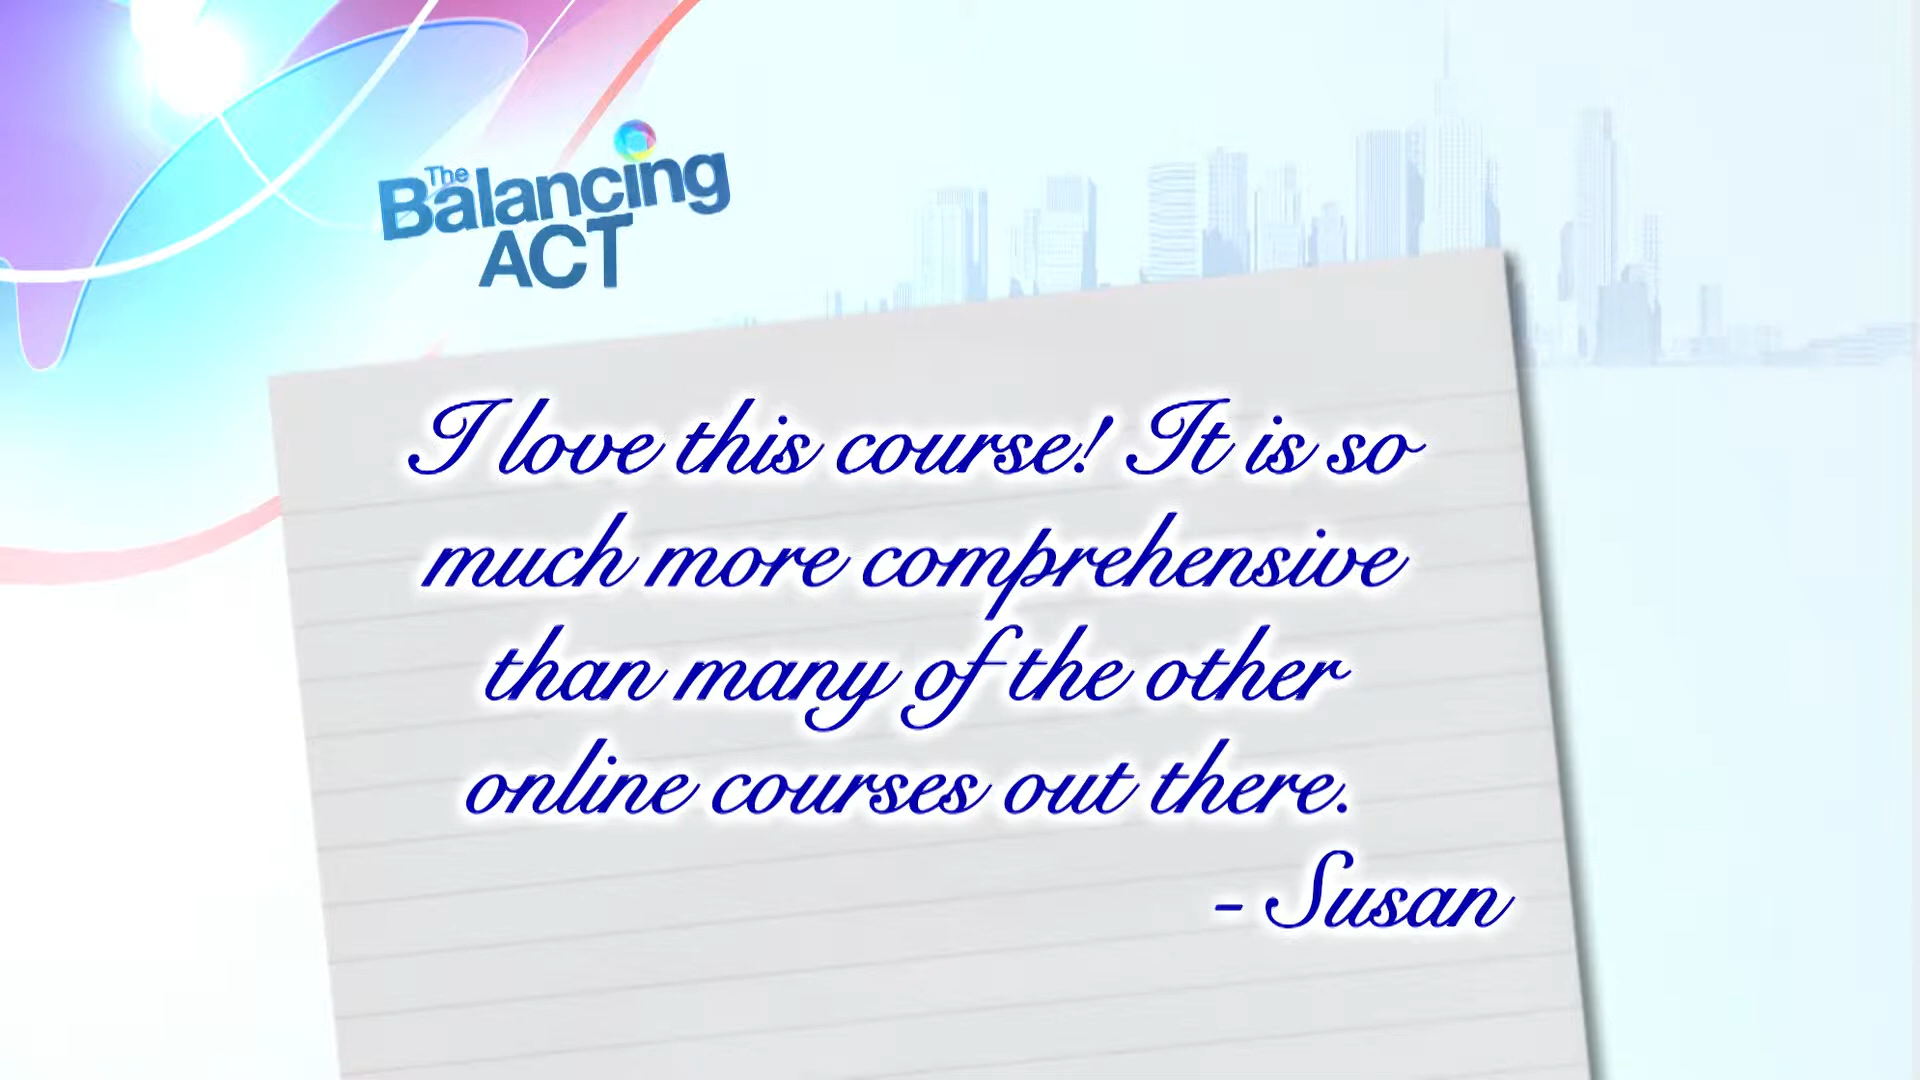 The
Balancing
ACT
I love this course! It is so
much more comprehensive
than many of the other
online courses out there.
- Susan